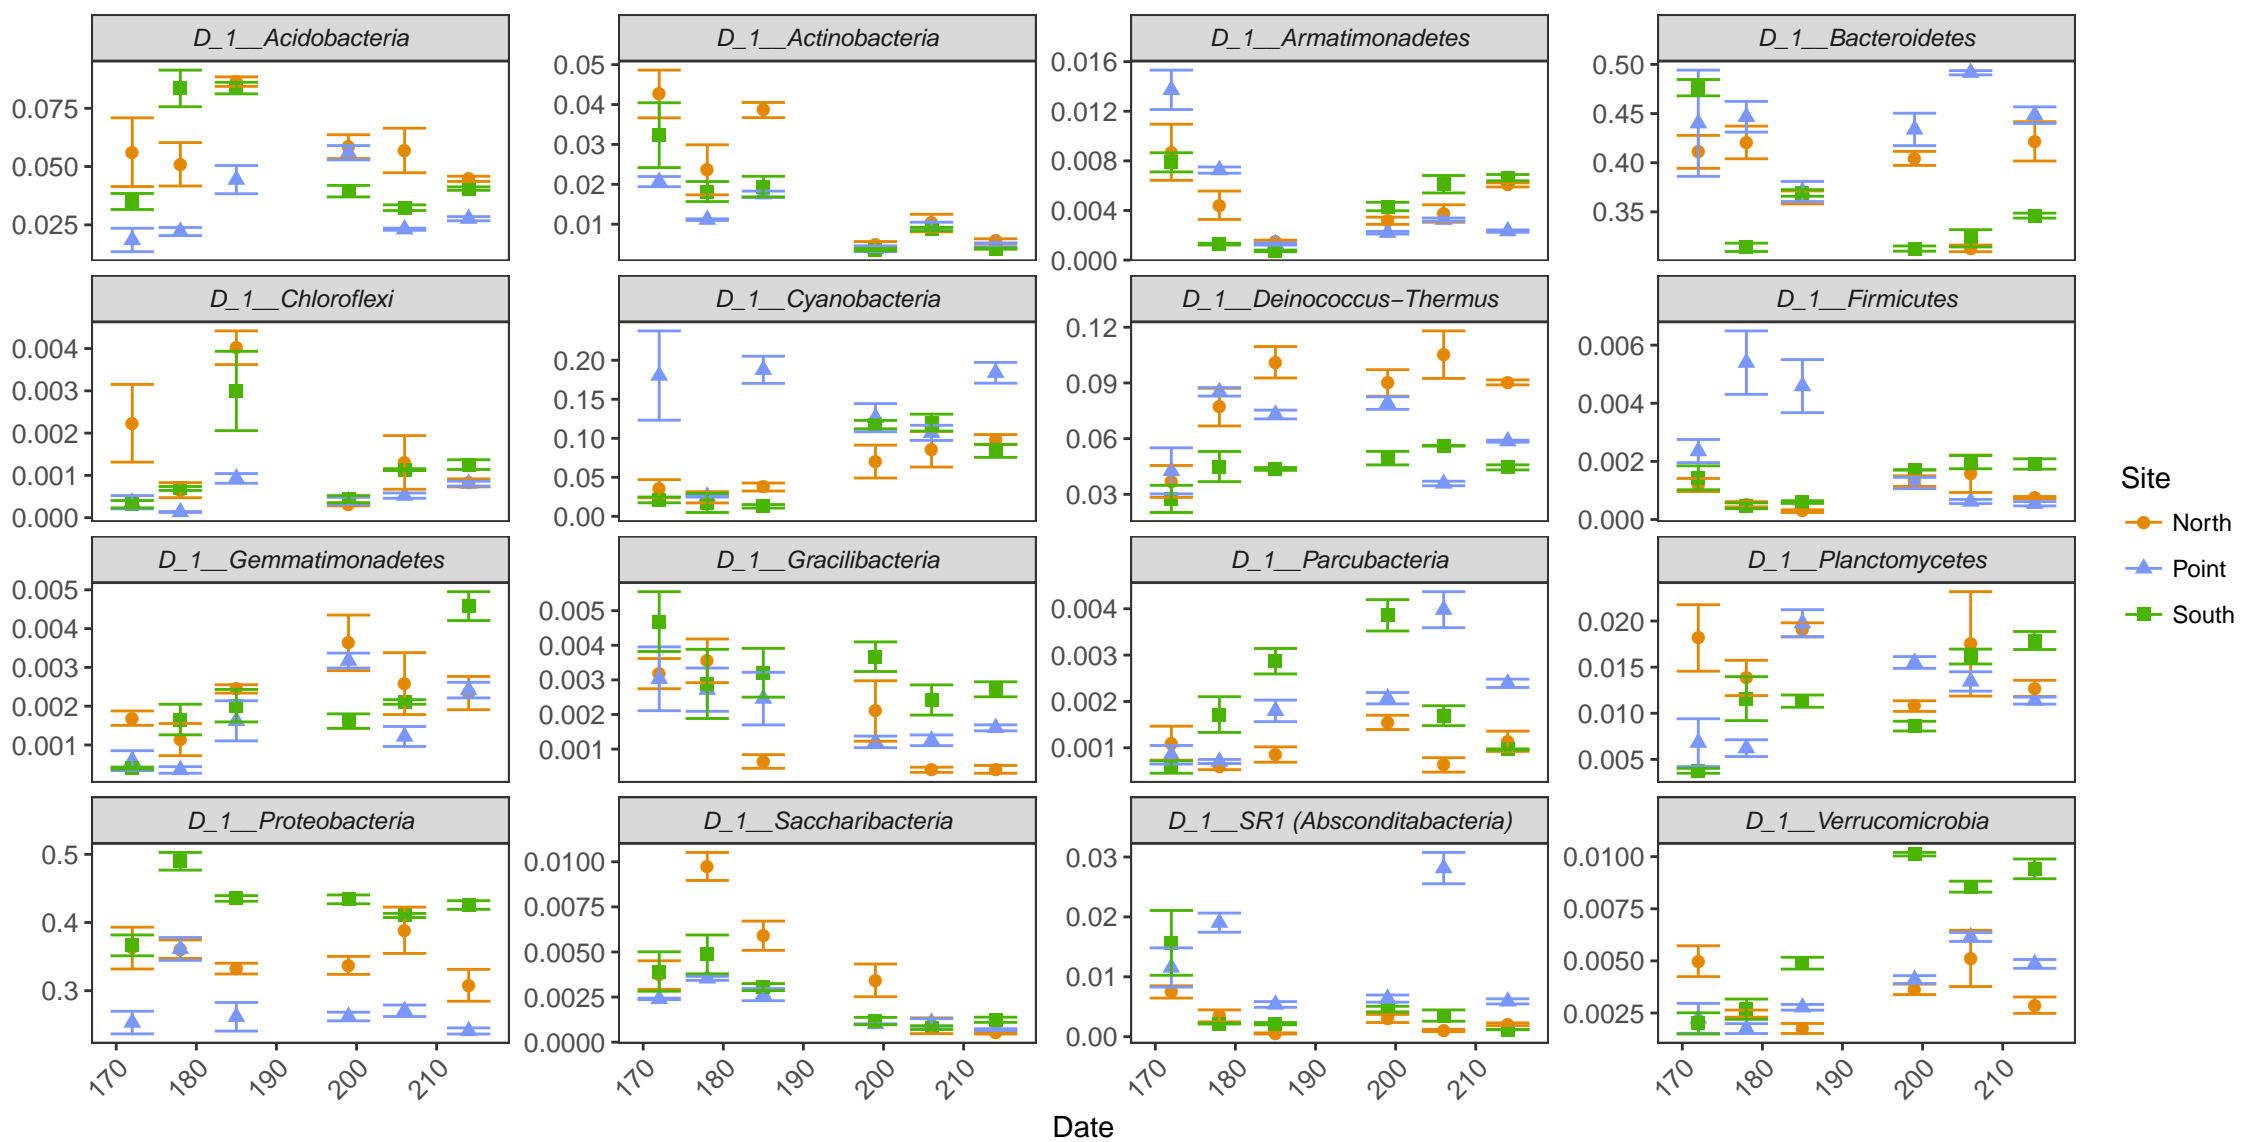 D_1__Acidobacteria
D_1__Actinobacteria
D_1__Armatimonadetes
D_1__Bacteroidetes
0.075
0.050
0.025
0.05
0.04
0.03
0.02
0.01
0.016
0.012
0.008
0.004
0.000
0.50
0.45
0.40
0.35
D_1__Chloroflexi
D_1__Cyanobacteria
D_1__Deinococcus−Thermus
D_1__Firmicutes
0.004
0.003
0.002
0.001
0.000
0.20
0.15
0.10
0.05
0.00
0.12
0.09
0.06
0.03
0.006
0.004
0.002
0.000
D_1__Gemmatimonadetes
D_1__Gracilibacteria
D_1__Parcubacteria
D_1__Planctomycetes
0.005
0.004
0.003
0.002
0.001
0.005
0.004
0.003
0.002
0.001
0.004
0.003
0.002
0.001
0.020
0.015
0.010
0.005
D_1__Proteobacteria
D_1__Saccharibacteria
D_1__SR1 (Absconditabacteria)
D_1__Verrucomicrobia
0.5
0.4
0.3
0.0100
0.0075
0.0050
0.0025
0.0000
0.03
0.02
0.01
0.00
0.0100
0.0075
0.0050
0.0025
170 180 190 200 210
170 180 190 200 210
170 180 190 200 210
170 180 190 200 210
Date
Site
North
Point
South